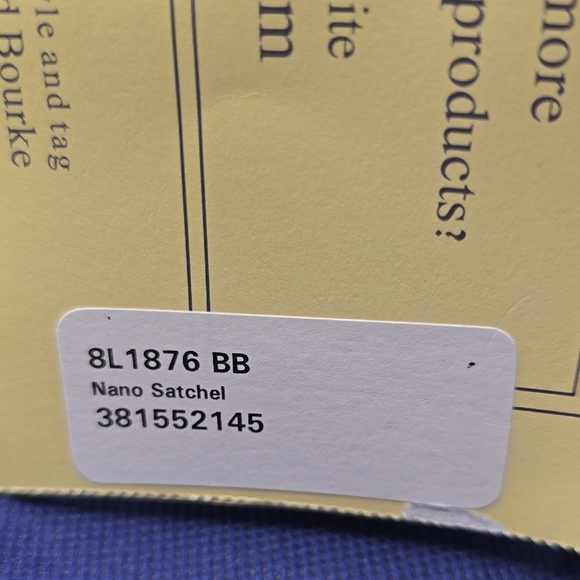 more
products?
ite
m
le and tag
d Bourke
8L1876 BB
Nano Satchel
381552145